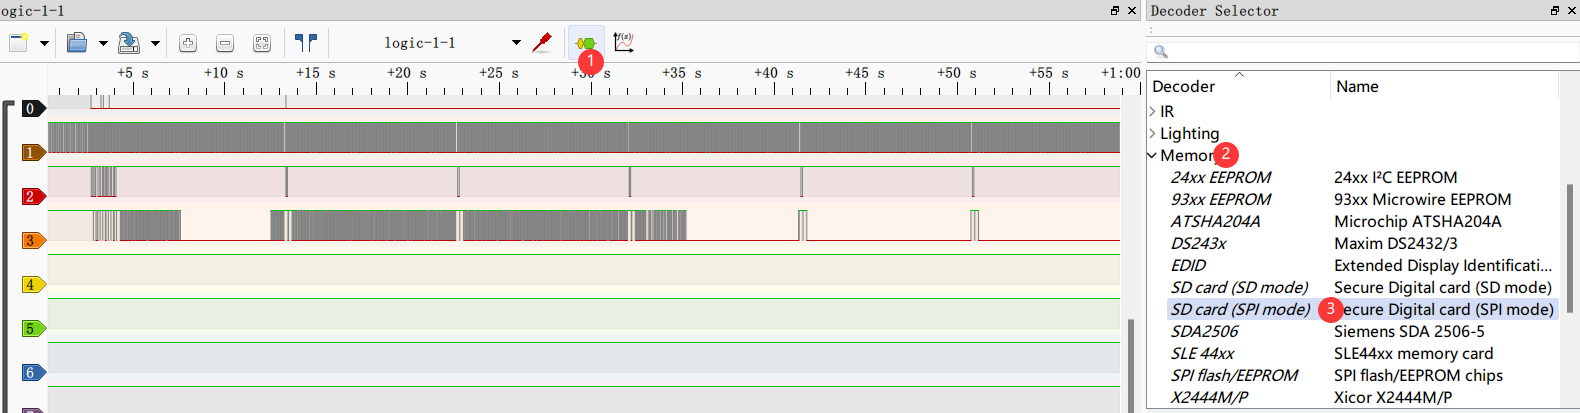 ogic-1-1
Decoder Selector
logic-1-1
f(x)
1
+5 s +10 s +15 s +20 s +25 s +30 s +35 s +40 s +45 s +50 s +55 s +1:00
Decoder Name
IR
Lighting
Memory 2
24xx EEPROM 24xx I²C EEPROM
93xx EEPROM 93xx Microwire EEPROM
ATSHA204A Microchip ATSHA204A
DS243x Maxim DS2432/3
EDID Extended Display Identificati...
SD card (SD mode) Secure Digital card (SD mode)
SD card (SPI mode) 3 Secure Digital card (SPI mode)
SDA2506 Siemens SDA 2506-5
SLE 44xx SLE44xx memory card
SPI flash/EEPROM SPI flash/EEPROM chips
X2444M/P Xicor X2444M/P
0
1
2
3
4
5
6